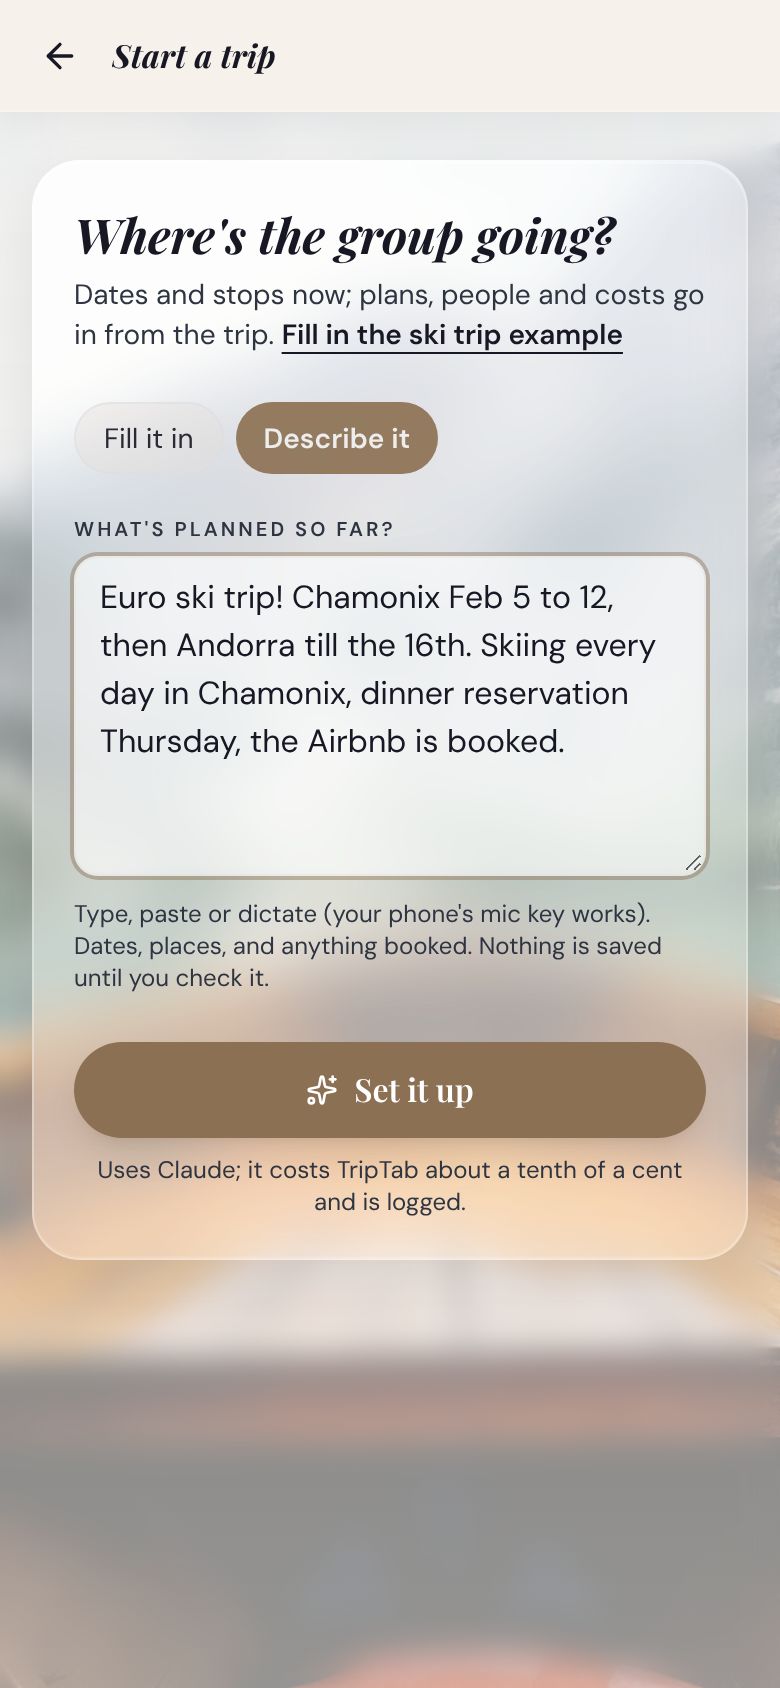 Start a trip
Where's the group going?
Dates and stops now; plans, people and costs go
in from the trip. Fill in the ski trip example
Fill it in
Describe it
WHAT'S PLANNED SO FAR?
Euro ski trip! Chamonix Feb 5 to 12,
then Andorra till the 16th. Skiing every
day in Chamonix, dinner reservation
Thursday, the Airbnb is booked.
Type, paste or dictate (your phone's mic key works).
Dates, places, and anything booked. Nothing is saved
until you check it.
Set it up
Uses Claude; it costs TripTab about a tenth of a cent
and is logged.